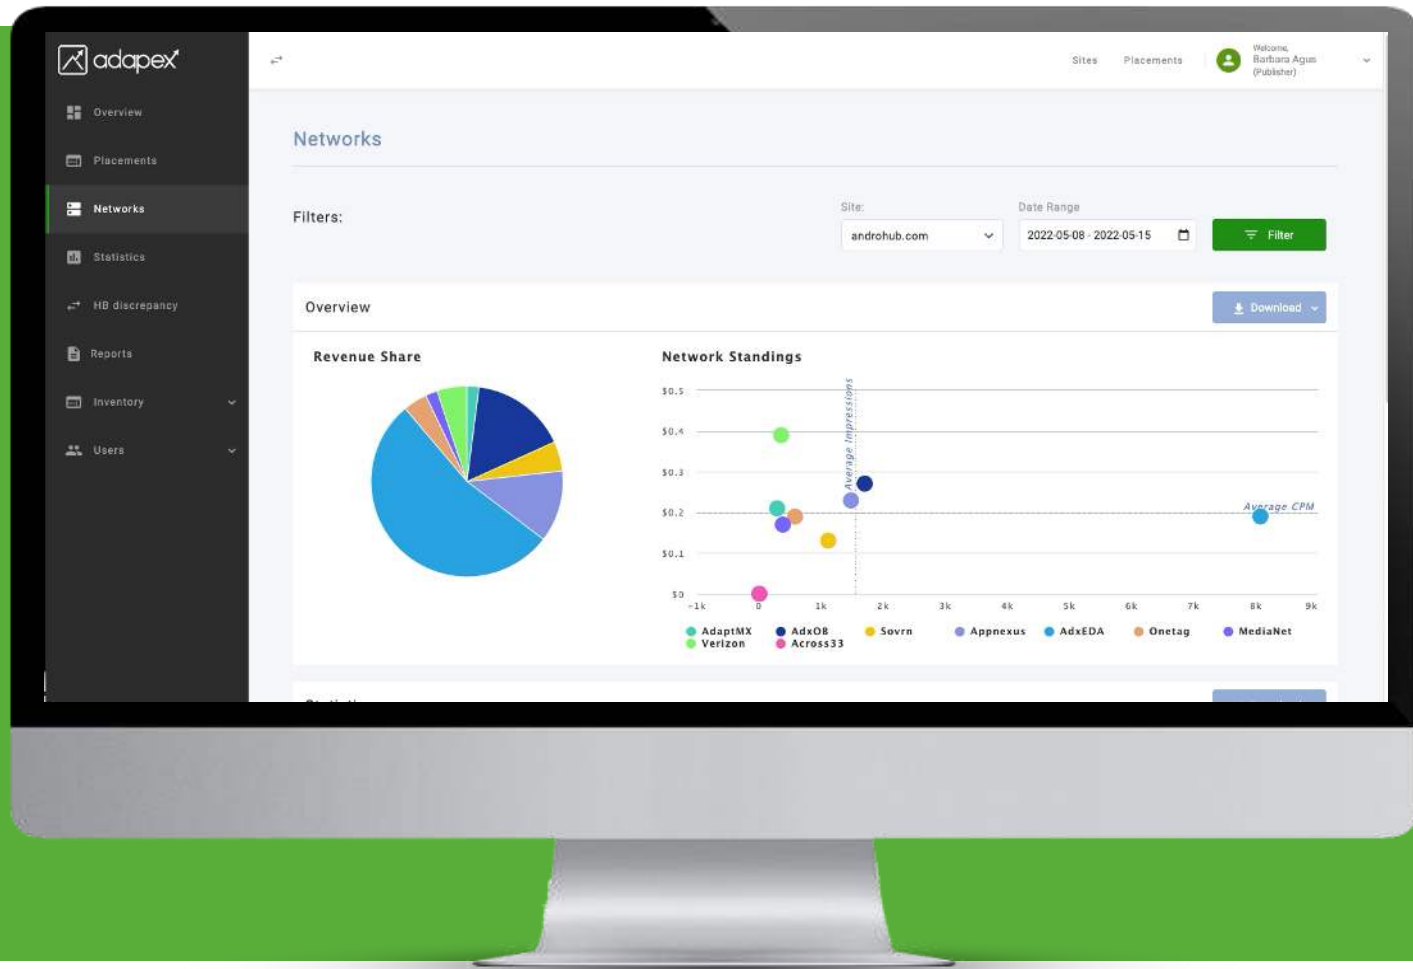 adapex
Sites
Placements
Welcome,
Barbara Agus
(Publisher)
Overview
Placements
Networks
Statistics
HB discrepancy
Reports
Inventory
Users
Networks
Filters:
Site:
androhub.com
Date Range
2022-05-08 - 2022-05-15
Filter
Overview
Download
Revenue Share
Network Standings
$0.5
$0.4
$0.3
$0.2
$0.1
$0
Average Impressions
Average CPM
-1k
0
1k
2k
3k
4k
5k
6k
7k
8k
9k
AdaptMX
AdxOB
Sovrn
Appnexus
AdxEDA
Onetag
MediaNet
Verizon
Across33